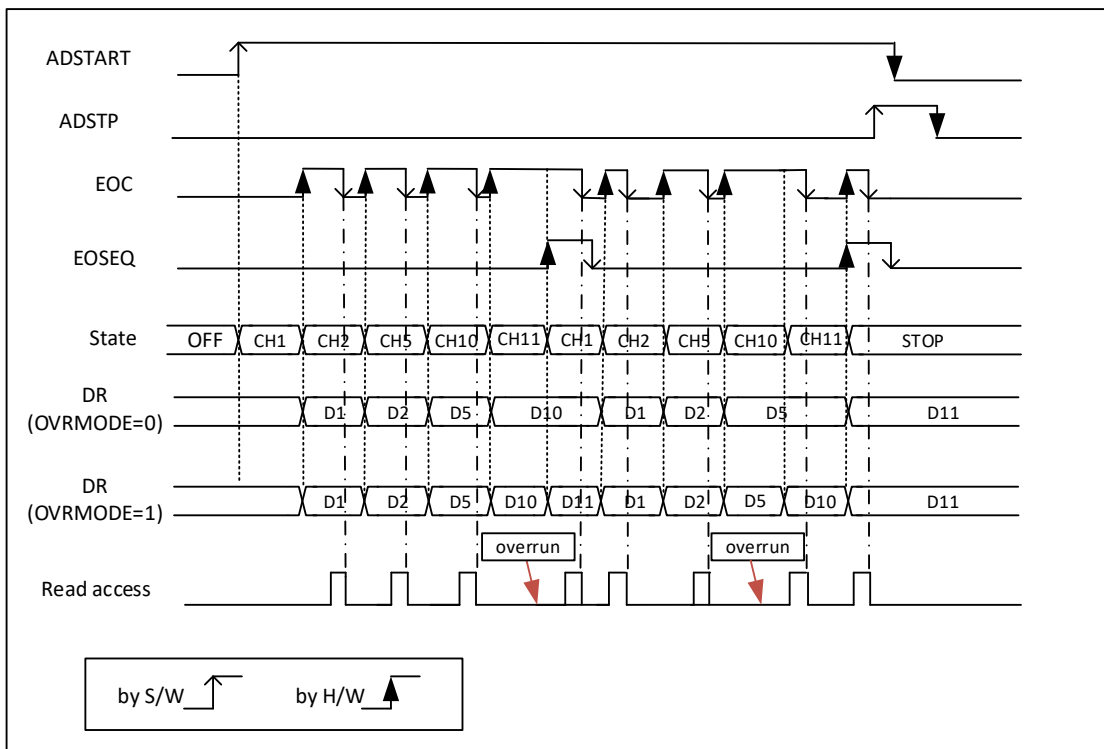 ADSTART
ADSTP
EOC
EOSEQ
State OFF CH1 CH2 CH5 CH10 CH11 CH1 CH2 CH5 CH10 CH11 STOP
DR
(OVRMODE=0) D1 D2 D5 D10 D1 D2 D5 D11
DR
(OVRMODE=1) D1 D2 D5 D10 D11 D1 D2 D5 D10 D11
overrun overrun
Read access
by S/W by H/W